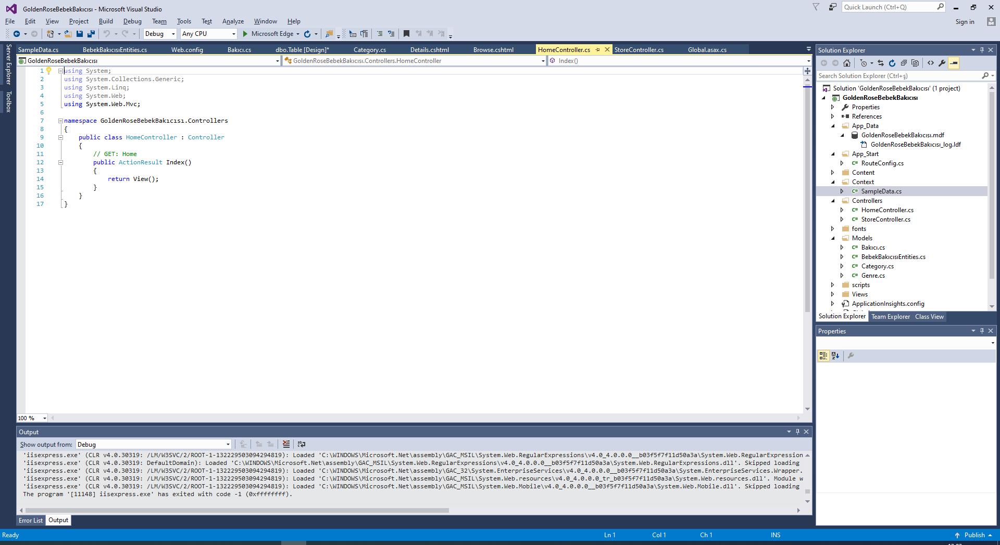 GoldenRoseBebekBakıcısı - Microsoft Visual Studio
Quick Launch (Ctrl+Q)
File Edit View Project Build Debug Team Tools Test Analyze Window Help
Sign in
Debug Any CPU Microsoft Edge
Server Explorer
Toolbox
SampleData.cs BebekBakıcısıEntities.cs Web.config Bakıcı.cs dbo.Table [Design]* Category.cs Details.cshtml Browse.cshtml HomeController.cs StoreController.cs Global.asax.cs
GoldenRoseBebekBakıcısı GoldenRoseBebekBakıcısı.Controllers.HomeController Index()
1 using System;
2 using System.Collections.Generic;
3 using System.Linq;
4 using System.Web;
5 using System.Web.Mvc;
6
7 namespace GoldenRoseBebekBakıcısı.Controllers
8 {
9 public class HomeController : Controller
10 {
11 // GET: Home
12 public ActionResult Index()
13 {
14 return View();
15 }
16 }
17 }
100 %
Output
Show output from: Debug
'iisexpress.exe' (CLR v4.0.30319: /LM/W3SVC/2/ROOT-1-132229503094294819): Loaded 'C:\WINDOWS\Microsoft.Net\assembly\GAC_MSIL\System.Web.RegularExpressions\v4.0_4.0.0.0__b03f5f7f11d50a3a\System.Web.RegularExpression
'iisexpress.exe' (CLR v4.0.30319: DefaultDomain): Loaded 'C:\WINDOWS\Microsoft.Net\assembly\GAC_MSIL\System.Web.RegularExpressions\v4.0_4.0.0.0__b03f5f7f11d50a3a\System.Web.RegularExpressions.dll'. Skipped loading
'iisexpress.exe' (CLR v4.0.30319: /LM/W3SVC/2/ROOT-1-132229503094294819): Loaded 'C:\WINDOWS\Microsoft.Net\assembly\GAC_32\System.EnterpriseServices\v4.0_4.0.0.0__b03f5f7f11d50a3a\System.EnterpriseServices.Wrapper.
'iisexpress.exe' (CLR v4.0.30319: /LM/W3SVC/2/ROOT-1-132229503094294819): Loaded 'C:\WINDOWS\Microsoft.Net\assembly\GAC_MSIL\System.Web.resources\v4.0_4.0.0.0_tr_b03f5f7f11d50a3a\System.Web.resources.dll'. Module w
'iisexpress.exe' (CLR v4.0.30319: /LM/W3SVC/2/ROOT-1-132229503094294819): Loaded 'C:\WINDOWS\Microsoft.Net\assembly\GAC_MSIL\System.Web.Mobile\v4.0_4.0.0.0__b03f5f7f11d50a3a\System.Web.Mobile.dll'. Skipped loading
The program '[11148] iisexpress.exe' has exited with code -1 (0xffffffff).
Error List Output
Solution Explorer
Search Solution Explorer (Ctrl+ş)
Solution 'GoldenRoseBebekBakıcısı' (1 project)
GoldenRoseBebekBakıcısı
Properties
References
App_Data
GoldenRoseBebekBakıcısı.mdf
GoldenRoseBebekBakıcısı_log.ldf
App_Start
RouteConfig.cs
Content
Context
SampleData.cs
Controllers
HomeController.cs
StoreController.cs
fonts
Models
Bakıcı.cs
BebekBakıcısıEntities.cs
Category.cs
Genre.cs
scripts
Views
ApplicationInsights.config
Solution Explorer Team Explorer Class View
Properties
Ready Ln 1 Col 1 Ch 1 INS Publish